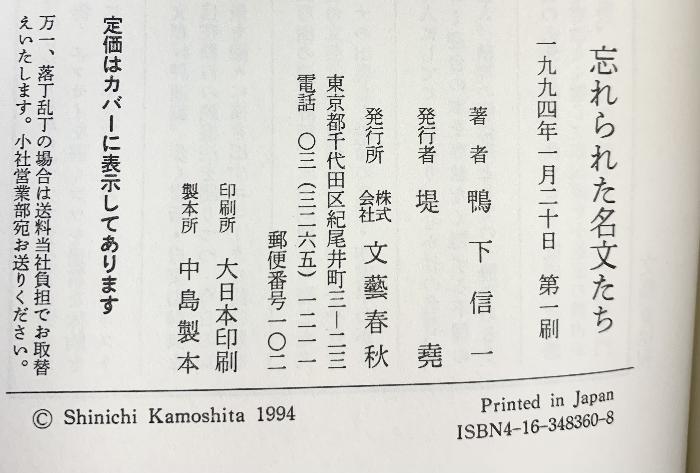 忘れられた名文たち
一九九四年一月二十日　第一刷
著者　鴨下信一
発行者　堤　堯
発行所　株式会社　文藝春秋
東京都千代田区紀尾井町三―二三
電話　〇三(三二六五)一二一一
郵便番号一〇二
印刷所　大日本印刷
製本所　中島製本
定価はカバーに表示してあります
万一、落丁乱丁の場合は送料当社負担でお取替
えいたします。小社営業部宛お送りください。
© Shinichi Kamoshita 1994
Printed in Japan
ISBN4-16-348360-8